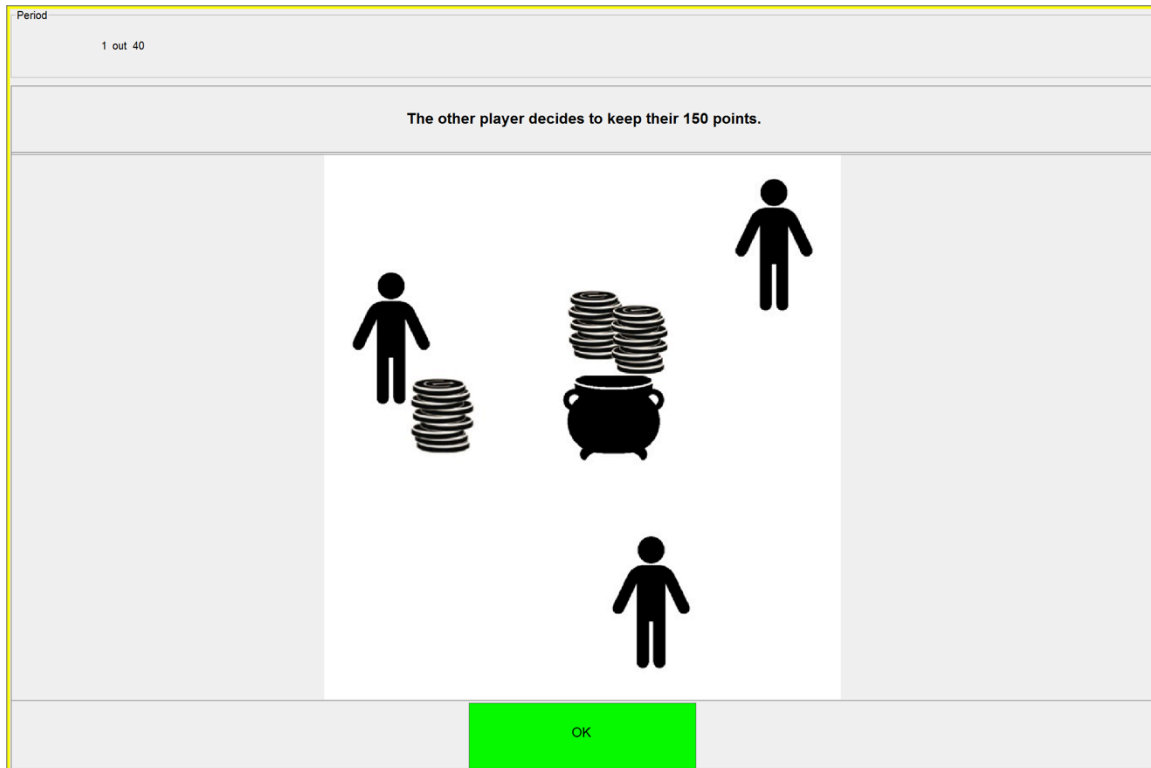 Period
1 out 40
The other player decides to keep their 150 points.
OK